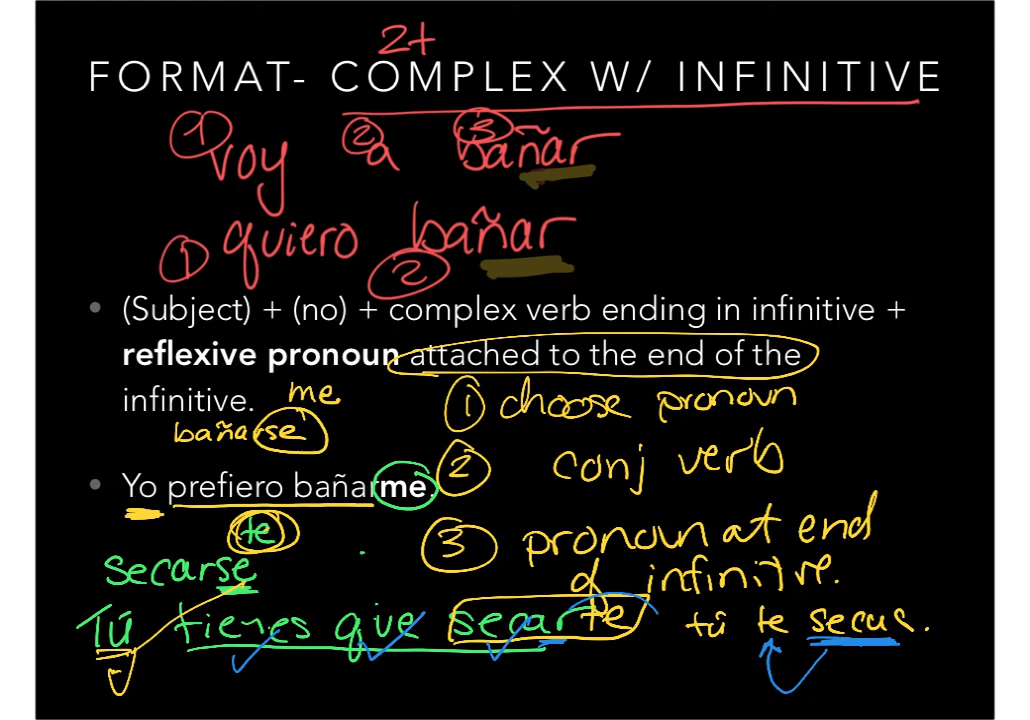 2+
FORMAT- COMPLEX W/ INFINITIVE
① voy ② a ③ bañar
① quiero ② bañar
• (Subject) + (no) + complex verb ending in infinitive +
reflexive pronoun attached to the end of the
infinitive. me
① choose pronoun
bañarse
② conj verb
• Yo prefiero bañarme.
te
③ pronoun at end
of infinitive.
secarse
Tú tienes que secarte
tú te secas.